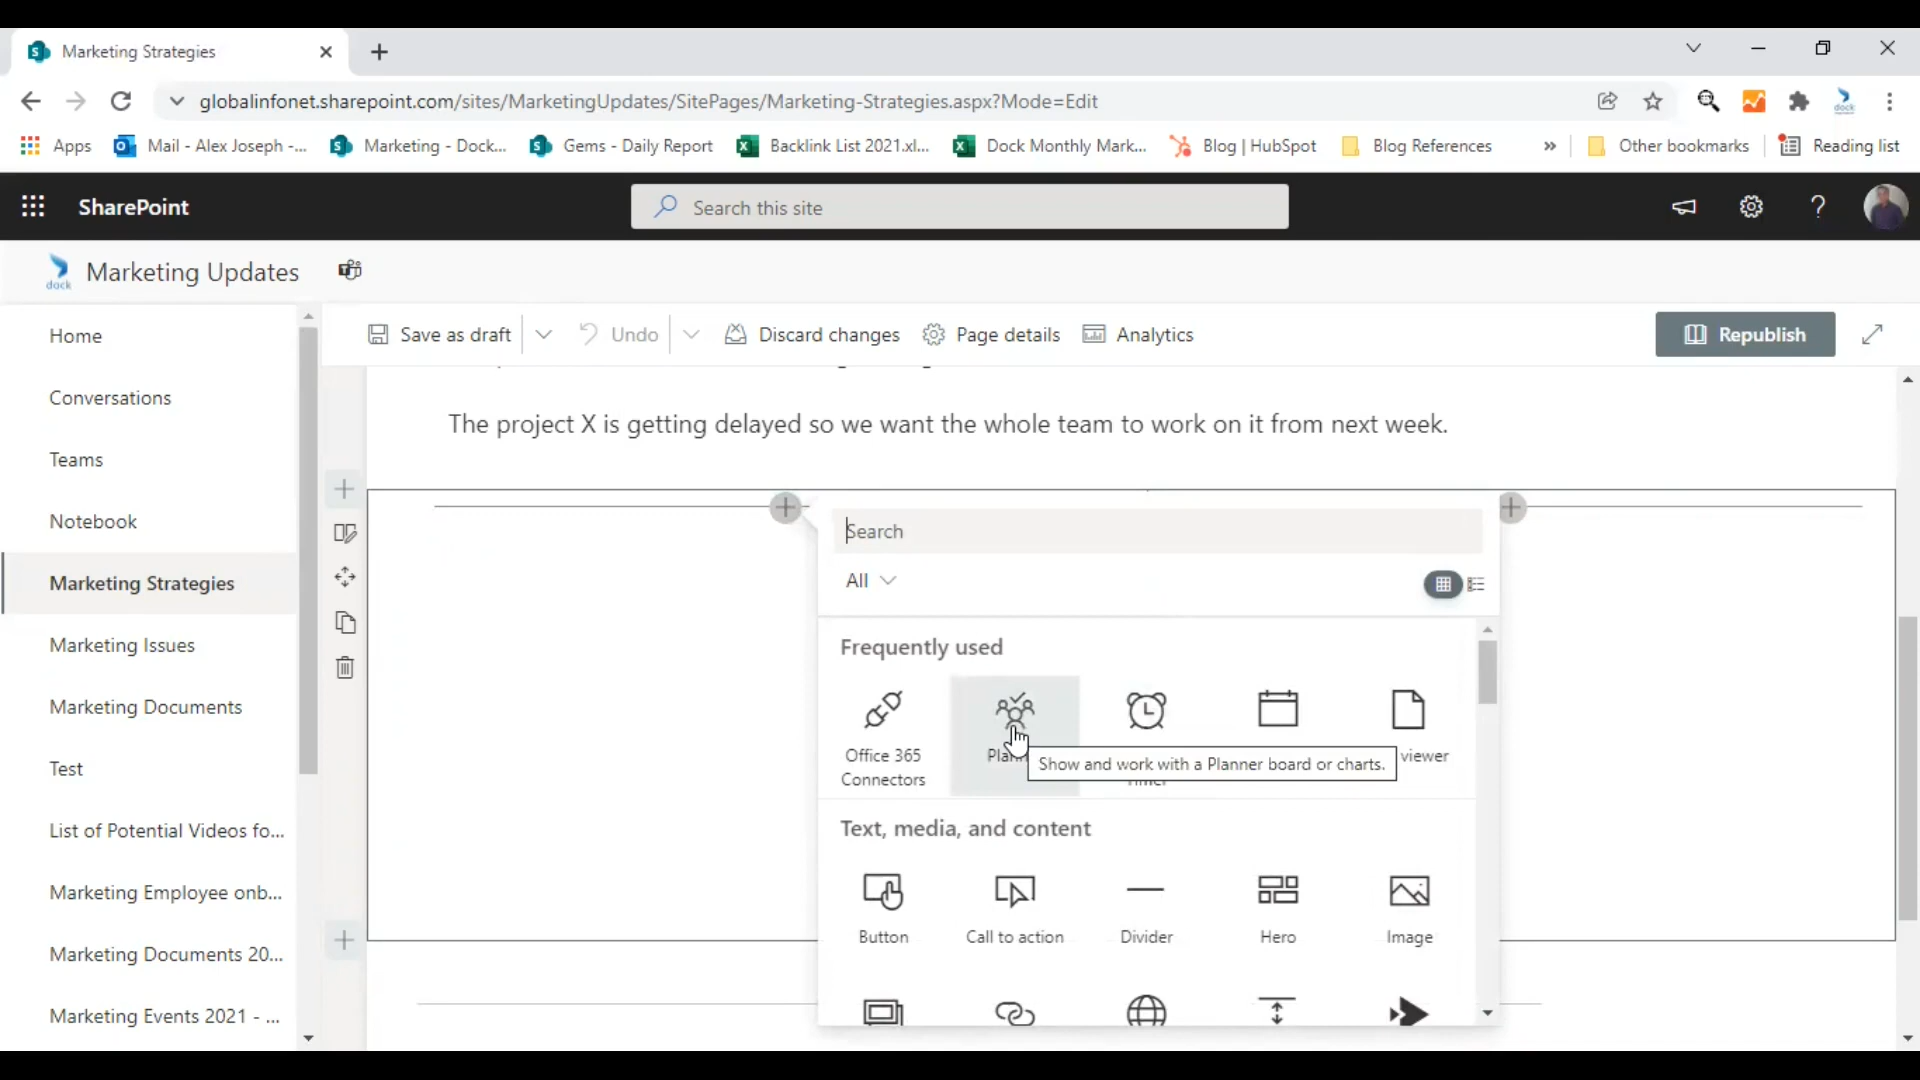 Marketing Strategies
globalinfonet.sharepoint.com/sites/MarketingUpdates/SitePages/Marketing-Strategies.aspx?Mode=Edit
Apps Mail - Alex Joseph -... Marketing - Dock... Gems - Daily Report Backlink List 2021.xl... Dock Monthly Mark... Blog | HubSpot Blog References » Other bookmarks Reading list
SharePoint
Search this site
dock
Marketing Updates
Home
Conversations
Teams
Notebook
Marketing Strategies
Marketing Issues
Marketing Documents
Test
List of Potential Videos fo...
Marketing Employee onb...
Marketing Documents 20...
Marketing Events 2021 - ...
Save as draft Undo Discard changes Page details Analytics Republish
The project X is getting delayed so we want the whole team to work on it from next week.
Search
All
Frequently used
Office 365
Connectors
viewer
Show and work with a Planner board or charts.
Text, media, and content
Button Call to action Divider Hero Image